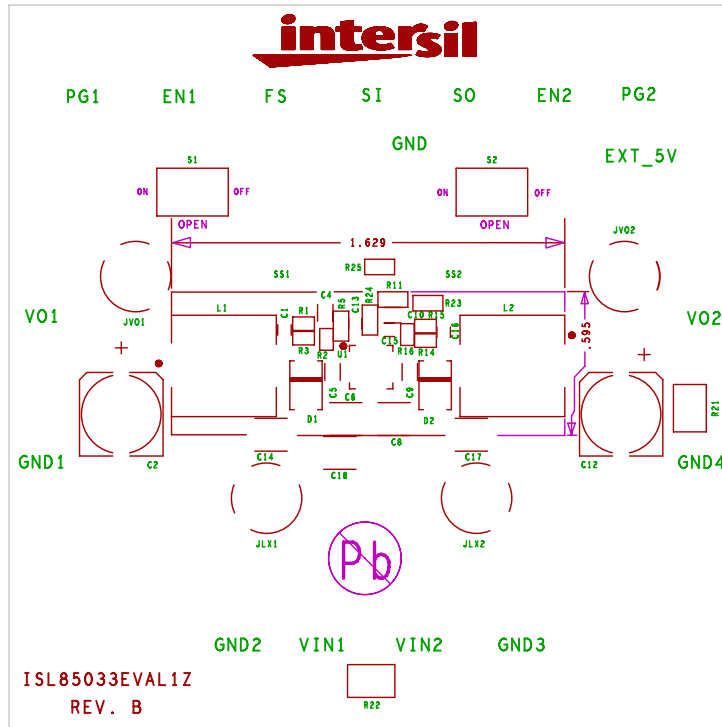 intersil
PG1 EN1 FS SI SO EN2 PG2
GND
EXT_5V
S1 S2
ON OFF ON OFF
OPEN OPEN
JVO2
1.629
R25
SS1 SS2
R11
C4 C13 R24 R23
L1 C1 R1 R5 C10 R15 L2
VO1 VO2
JVO1
C16
.595
R3 R2 U1 C15 R16 R14
C5 C6 C9
R21
D1 D2
C2 C14 C18 C8 C17 C12
GND1 GND4
JLX1 JLX2
Pb
GND2 VIN1 VIN2 GND3
ISL85033EVAL1Z
REV. B
R22